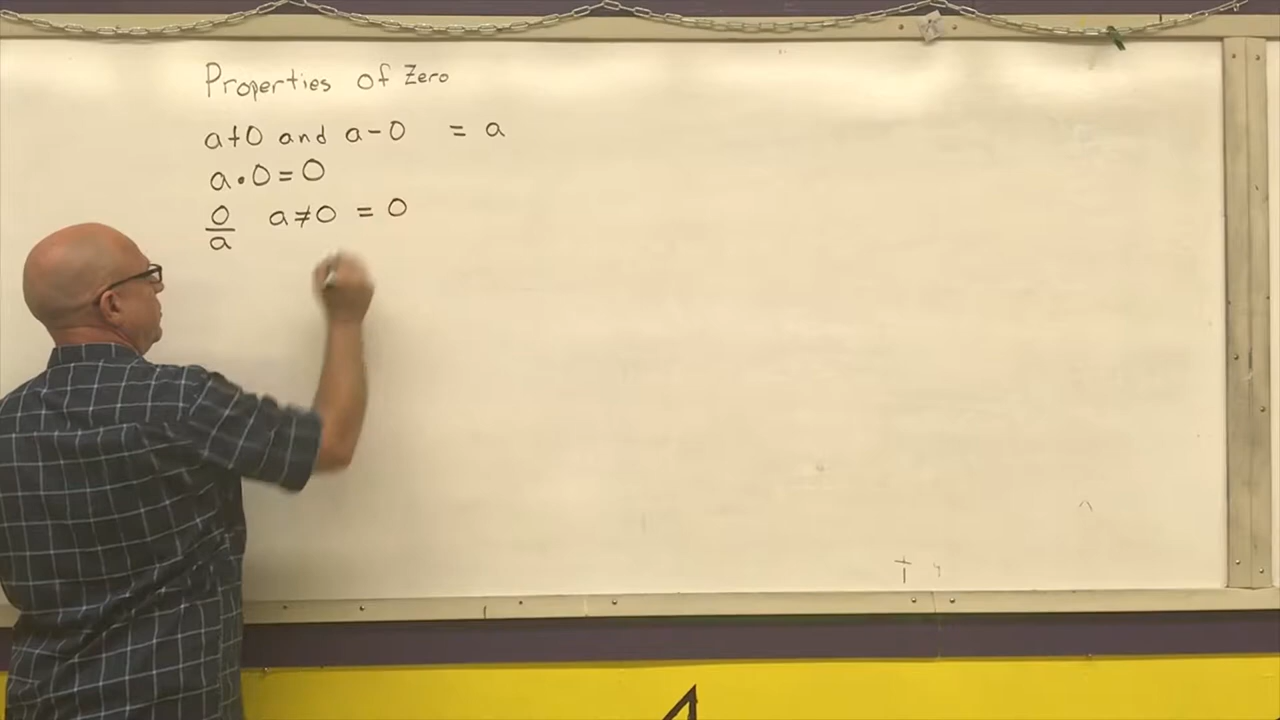 Properties of Zero
a+0 and a-0 = a
a•0=0
0/a a≠0 = 0